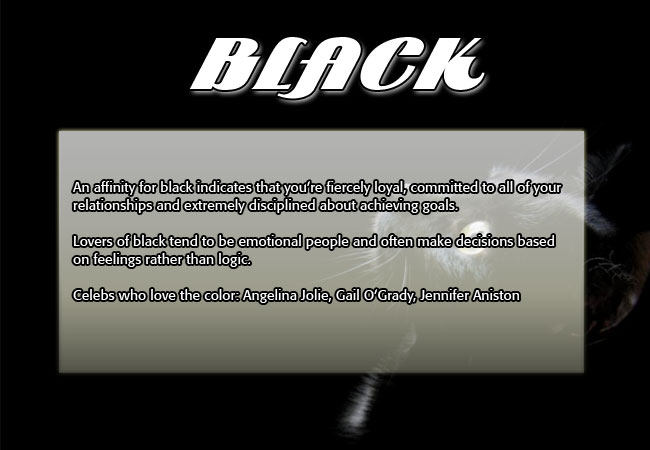 BLACK
An affinity for black indicates that you're fiercely loyal, committed to all of your
relationships and extremely disciplined about achieving goals.
Lovers of black tend to be emotional people and often make decisions based
on feelings rather than logic.
Celebs who love the color: Angelina Jolie, Gail O'Grady, Jennifer Aniston